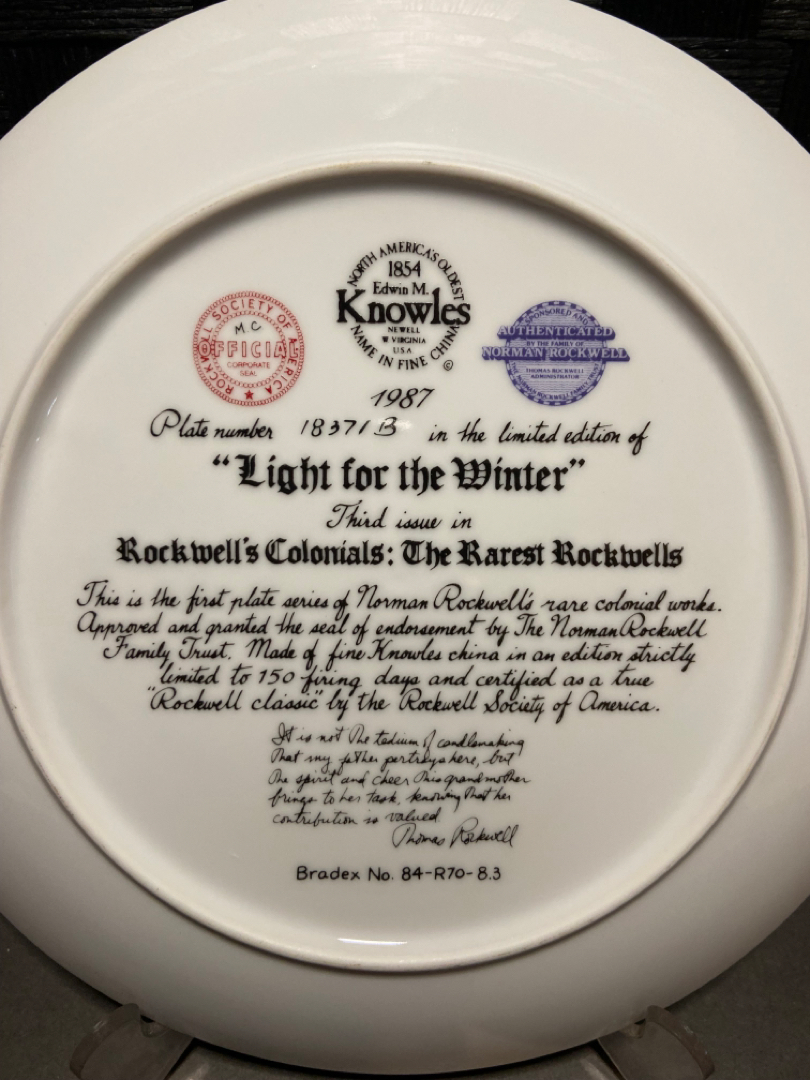 NORTH AMERICA'S OLDEST
1854
Edwin M.
Knowles
NEWELL
W VIRGINIA
USA
NAME IN FINE CHINA
©
ROCKWELL SOCIETY OF AMERICA
M.C
OFFICIAL
CORPORATE
SEAL
SPONSORED AND
AUTHENTICATED
BY THE FAMILY OF
NORMAN ROCKWELL
THOMAS ROCKWELL
ADMINISTRATOR
1987
Plate number 18371 B in the limited edition of
"Light for the Winter"
Third issue in
Rockwell's Colonials: The Rarest Rockwells
This is the first plate series of Norman Rockwell's rare colonial works.
Approved and granted the seal of endorsement by The Norman Rockwell
Family Trust. Made of fine Knowles china in an edition strictly
limited to 150 firing days and certified as a true
"Rockwell classic" by the Rockwell Society of America.
It is not the tedium of candlemaking
that my father portrays here, but
the spirit and cheer this grandmother
brings to her task, knowing that her
contribution is valued
Thomas Rockwell
Bradex No. 84-R70-8.3